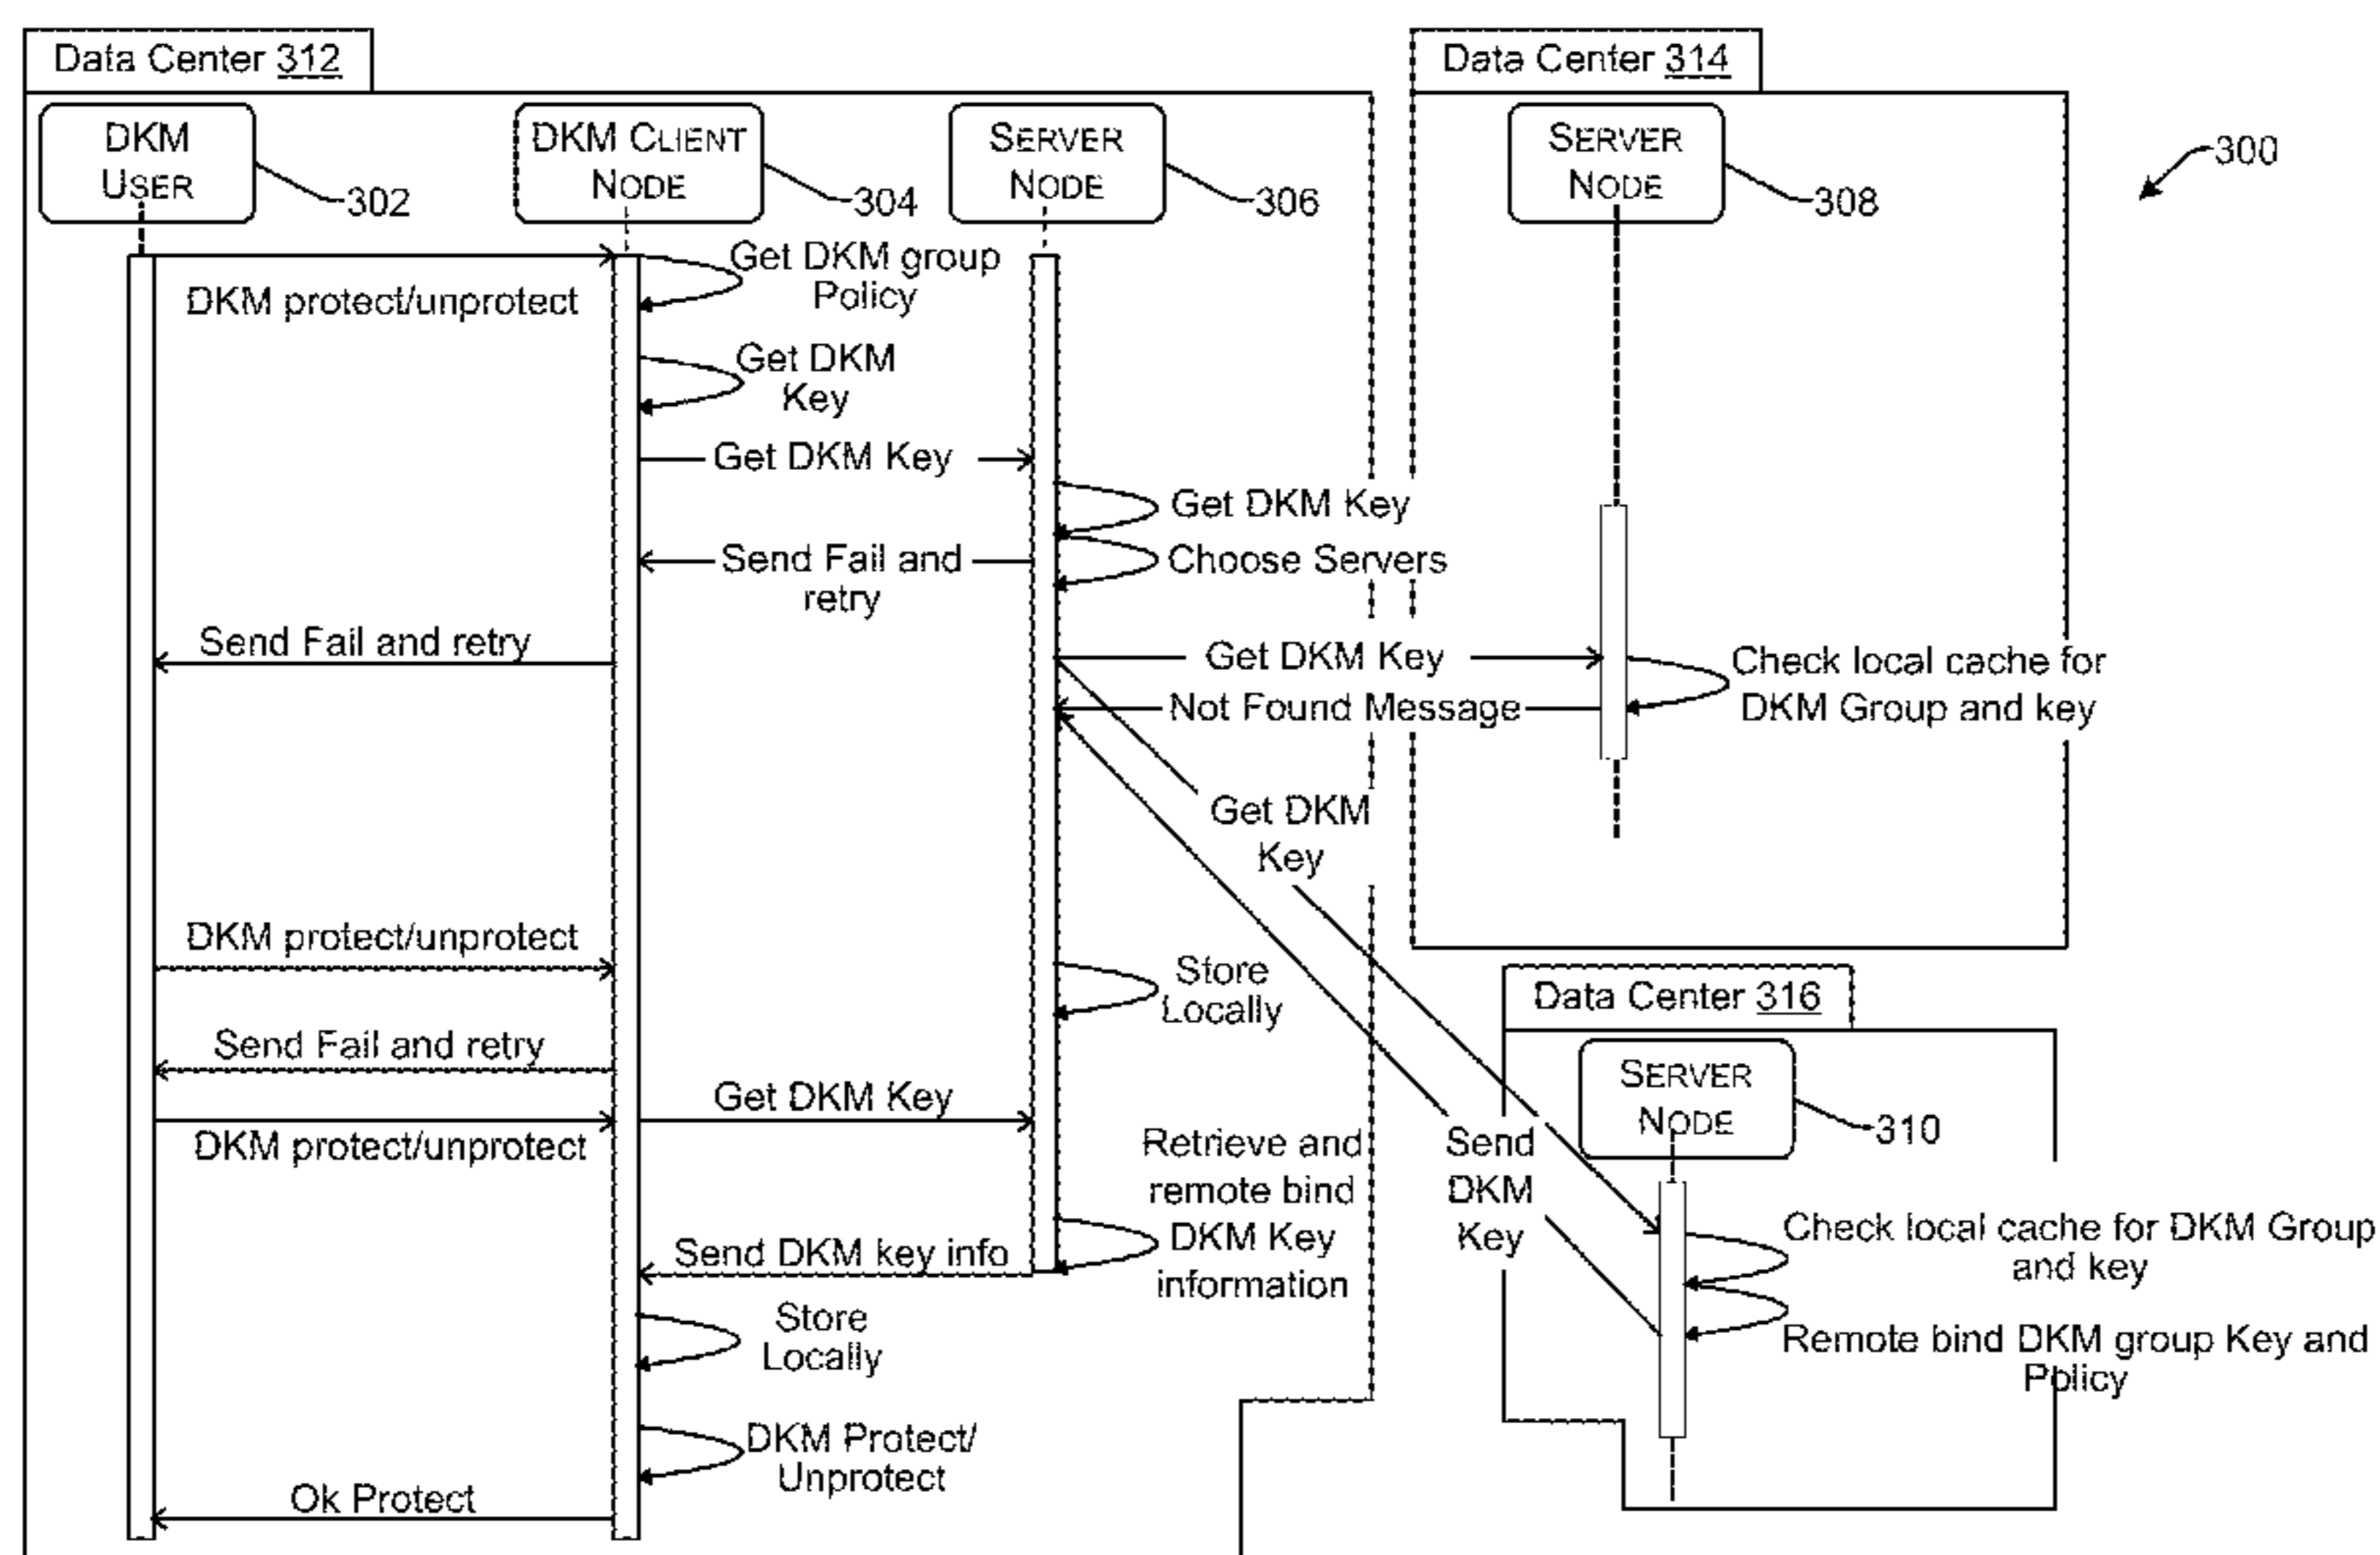 Data Center 312
Data Center 314
DKM
USER
302
DKM CLIENT
NODE
304
SERVER
NODE
306
SERVER
NODE
308
300
DKM protect/unprotect
Get DKM group
Policy
Get DKM
Key
Get DKM Key
Get DKM Key
Send Fail and
retry
Choose Servers
Send Fail and retry
Get DKM Key
Check local cache for
DKM Group and key
Not Found Message
Get DKM
Key
DKM protect/unprotect
Store
Locally
Data Center 316
Send Fail and retry
SERVER
NODE
310
DKM protect/unprotect
Get DKM Key
Retrieve and
remote bind
DKM Key
information
Send
DKM
Key
Check local cache for DKM Group
and key
Send DKM key info
Remote bind DKM group Key and
Policy
Store
Locally
DKM Protect/
Unprotect
Ok Protect